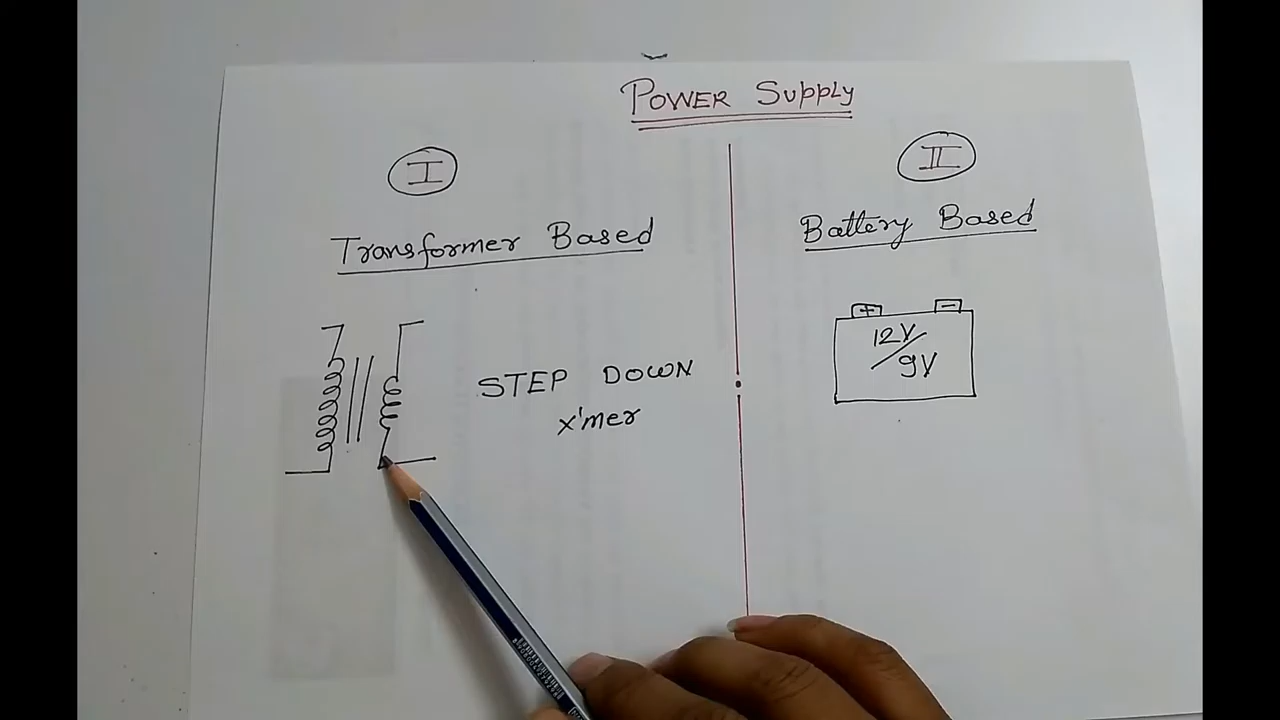 POWER SUPPLY
I
Transformer Based
STEP DOWN
x'mer
II
Battery Based
+ -
12V/9V